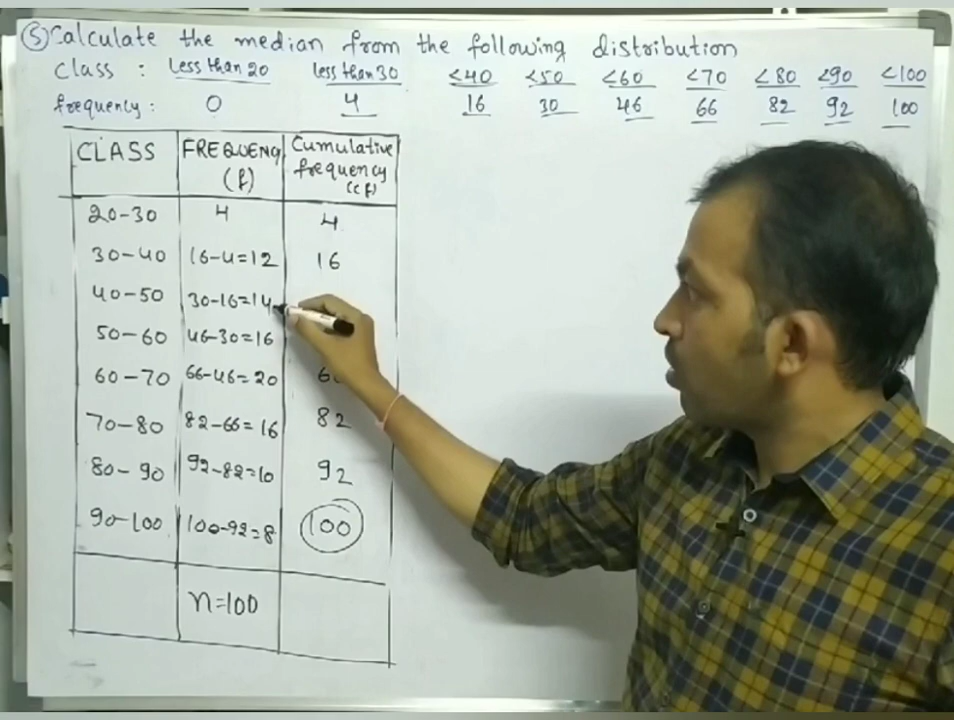 (5) Calculate the median from the following distribution
Class : less than 20 less than 30 <40 <50 <60 <70 <80 <90 <100
frequency : 0 4 16 30 46 66 82 92 100
CLASS FREQUENCY (f) Cumulative frequency (cf)
20-30 4 4
30-40 16-4=12 16
40-50 30-16=14
50-60 46-30=16
60-70 66-46=20
70-80 82-66=16 82
80-90 92-82=10 92
90-100 100-92=8 100
n=100